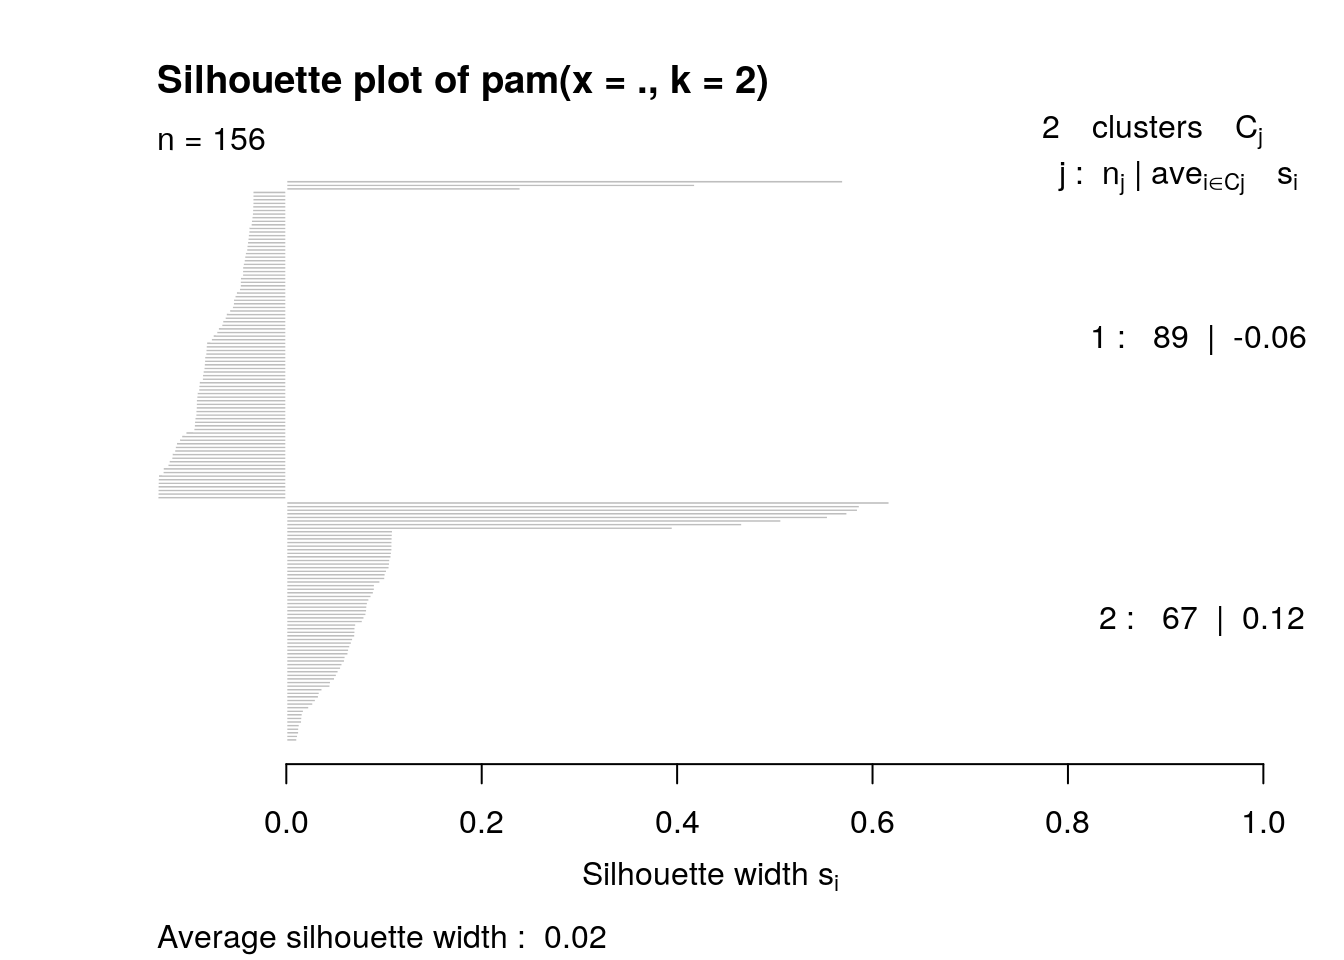 Silhouette plot of pam(x = ., k = 2)
n = 156
2 clusters Cj
j : nj | avei∈Cj si
1 : 89 | -0.06
2 : 67 | 0.12
0.0 0.2 0.4 0.6 0.8 1.0
Silhouette width si
Average silhouette width : 0.02